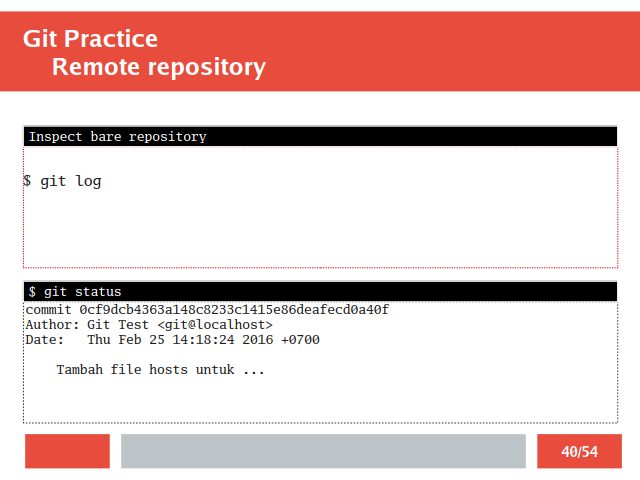 Git Practice
Remote repository
Inspect bare repository
$ git log
$ git status
commit 0cf9dcb4363a148c8233c1415e86deafecd0a40f
Author: Git Test <git@localhost>
Date:   Thu Feb 25 14:18:24 2016 +0700
Tambah file hosts untuk ...
40/54